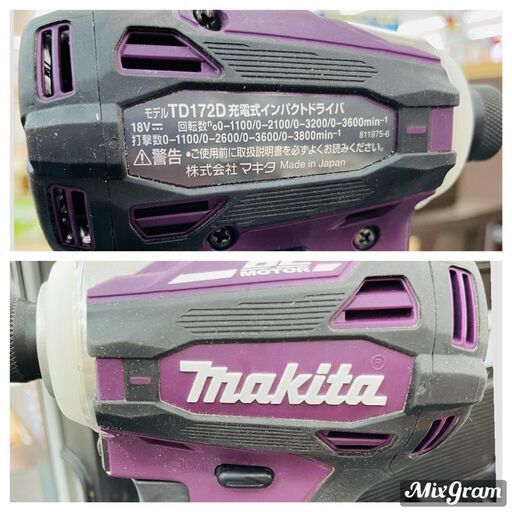 モデルTD172D充電式インパクトドライバ
18V⎓ 回転数n₀0-1100/0-2100/0-3200/0-3600min⁻¹
打撃数0-1100/0-2600/0-3600/0-3800min⁻¹ 811975-6
⚠警告 ●ご使用前に取扱説明書を必ずよくお読みください。
株式会社 マキタ Made in Japan
BL
MOTOR
makita®
MixGram